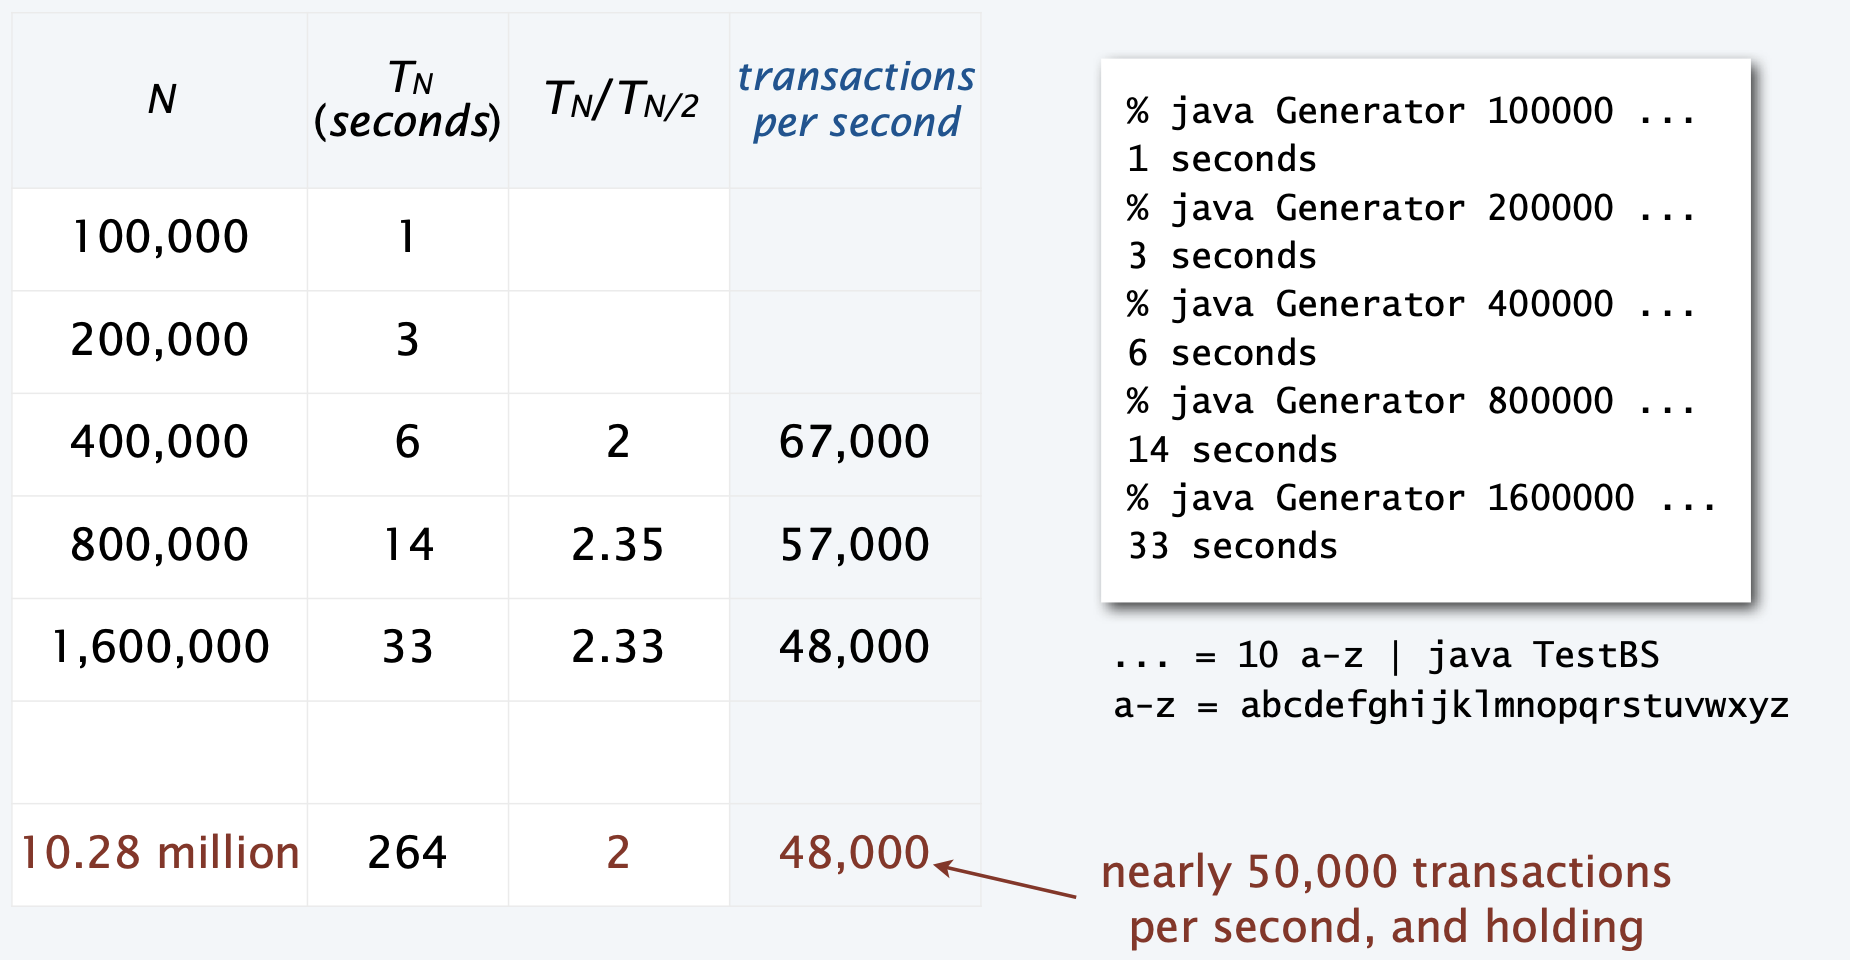 N
TN
(seconds)
TN/TN/2
transactions
per second
100,000 1
200,000 3
400,000 6 2 67,000
800,000 14 2.35 57,000
1,600,000 33 2.33 48,000
10.28 million 264 2 48,000
% java Generator 100000 ...
1 seconds
% java Generator 200000 ...
3 seconds
% java Generator 400000 ...
6 seconds
% java Generator 800000 ...
14 seconds
% java Generator 1600000 ...
33 seconds
... = 10 a-z | java TestBS
a-z = abcdefghijklmnopqrstuvwxyz
nearly 50,000 transactions
per second, and holding